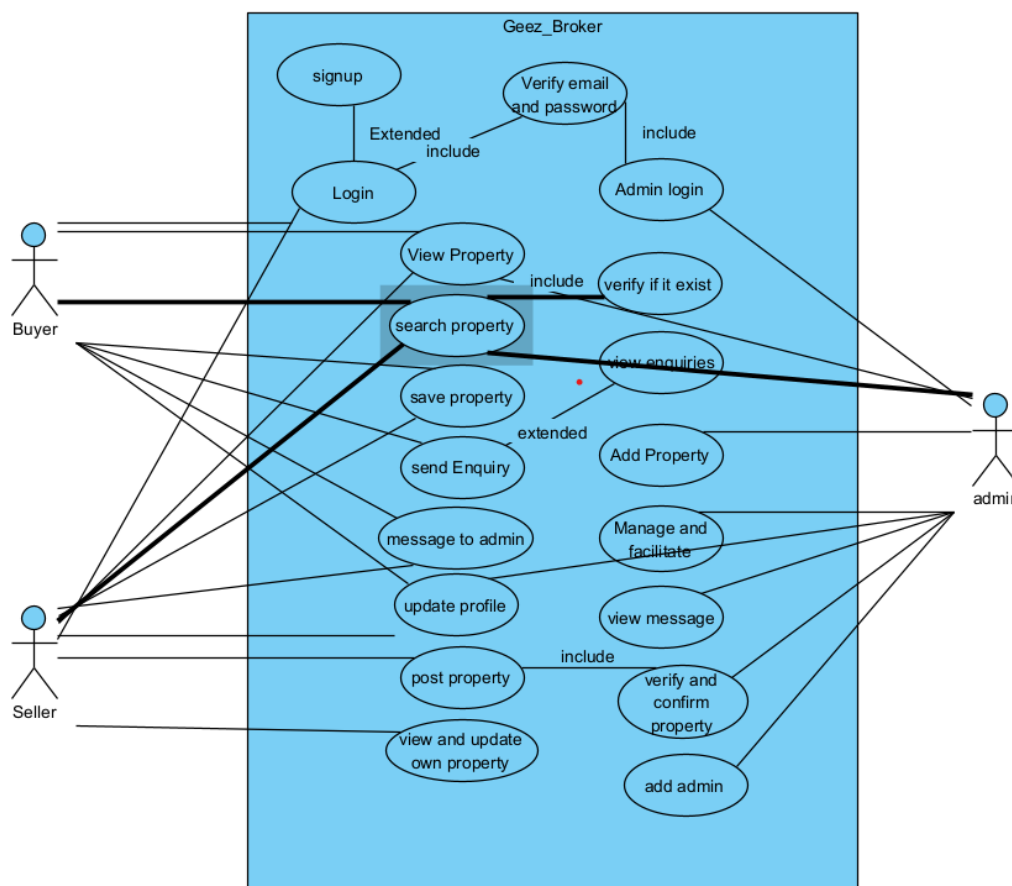 Geez_Broker
signup
Verify email
and password
Extended
include
include
Login
Admin login
View Property
include
verify if it exist
Buyer
search property
view enquiries
save property
extended
send Enquiry
Add Property
admin
message to admin
Manage and
facilitate
update profile
view message
Seller
post property
include
verify and
confirm
property
view and update
own property
add admin